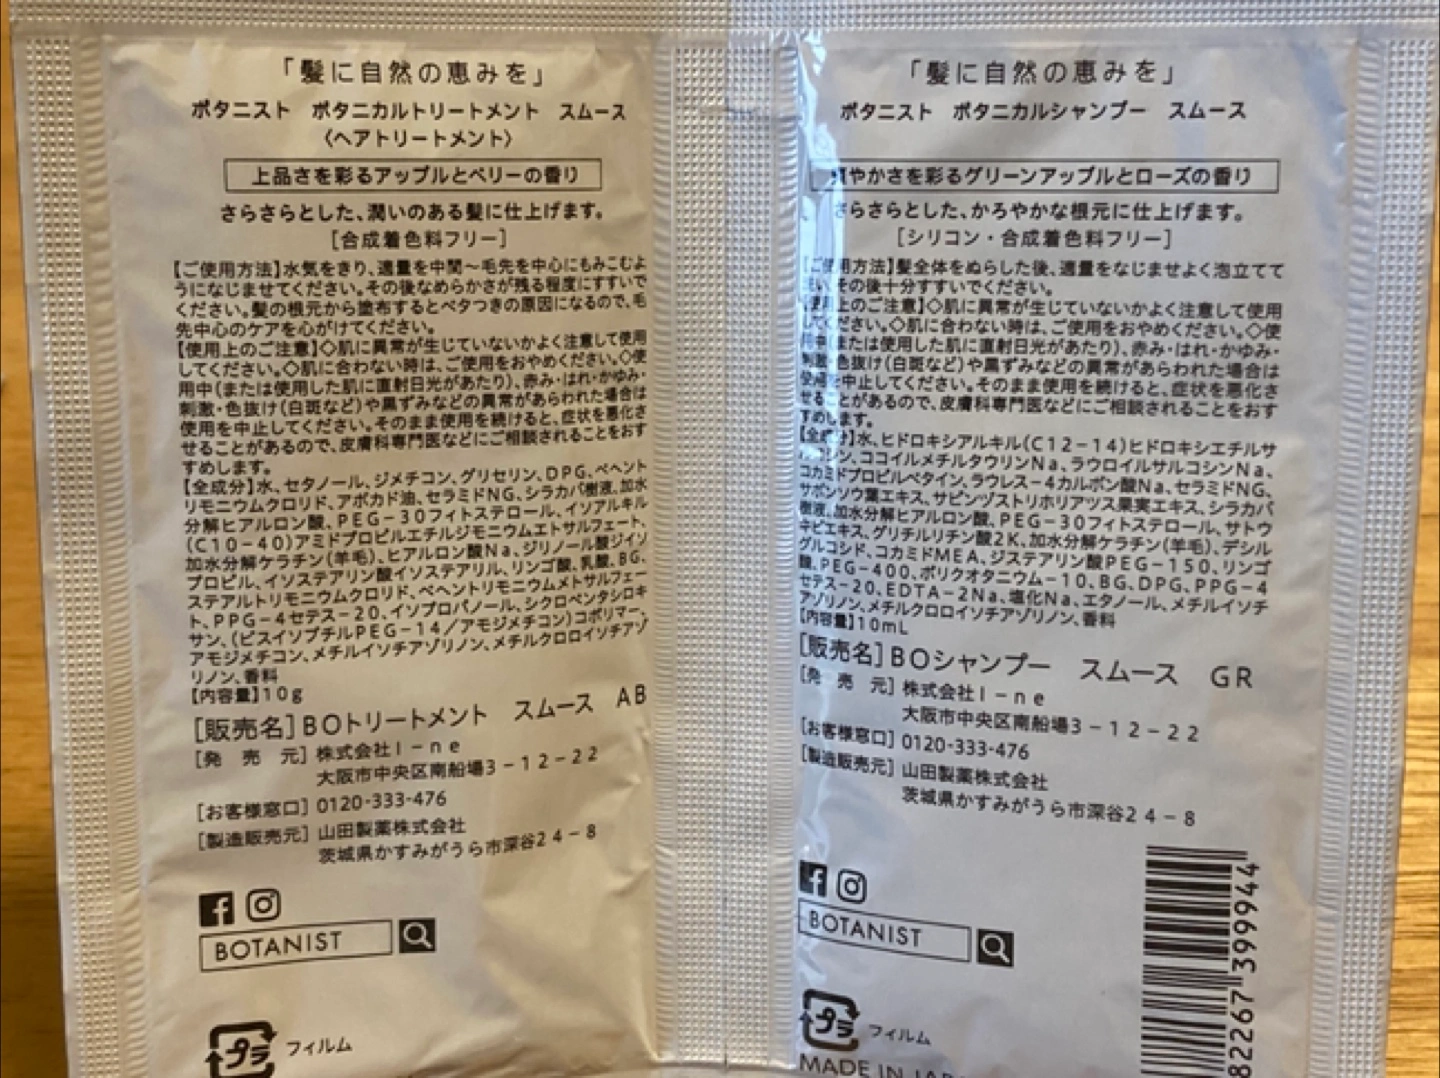 「髪に自然の恵みを」
ボタニスト ボタニカルトリートメント スムース
〈ヘアトリートメント〉
上品さを彩るアップルとベリーの香り
さらさらとした、潤いのある髪に仕上げます。
[合成着色料フリー]
【ご使用方法】水気をきり、適量を中間〜毛先を中心にもみこむよ
うになじませてください。その後なめらかさが残る程度にすすいで
ください。髪の根元から塗布するとベタつきの原因になるので、毛
先中心のケアを心がけてください。
【使用上のご注意】◇肌に異常が生じていないかよく注意して使用
してください。◇肌に合わない時は、ご使用をおやめください。◇使
用中(または使用した肌に直射日光があたり)、赤み・はれ・かゆみ・
刺激・色抜け(白斑など)や黒ずみなどの異常があらわれた場合は
使用を中止してください。そのまま使用を続けると、症状を悪化さ
せることがあるので、皮膚科専門医などにご相談されることをおす
すめします。
【全成分】水、セタノール、ジメチコン、グリセリン、DPG、ベヘント
リモニウムクロリド、アボカド油、セラミドNG、シラカバ樹液、加水
分解ヒアルロン酸、PEG-30フィトステロール、イソアルキル
(C10-40)アミドプロピルエチルジモニウムエトサルフェート、
加水分解ケラチン(羊毛)、ヒアルロン酸Na、ジリノール酸ジイソ
プロピル、イソステアリン酸イソステアリル、リンゴ酸、乳酸、BG、
ステアルトリモニウムクロリド、ベヘントリモニウムメトサルフェー
ト、PPG-4セテス-20、イソプロパノール、シクロペンタシロキ
サン、(ビスイソブチルPEG-14/アモジメチコン)コポリマー、
アモジメチコン、メチルイソチアゾリノン、メチルクロロイソチアゾ
リノン、香料
【内容量】10g
[販売名]BOトリートメント スムース AB
[発 売 元] 株式会社I-ne
大阪市中央区南船場3-12-22
[お客様窓口] 0120-333-476
[製造販売元] 山田製薬株式会社
茨城県かすみがうら市深谷24-8
BOTANIST
プラ フィルム
「髪に自然の恵みを」
ボタニスト ボタニカルシャンプー スムース
やかさを彩るグリーンアップルとローズの香り
さらさらとした、かろやかな根元に仕上げます。
[シリコン・合成着色料フリー]
【ご使用方法】髪全体をぬらした後、適量をなじませよく泡立てて
洗い、その後十分すすいでください。
【使用上のご注意】◇肌に異常が生じていないかよく注意して使用
してください。◇肌に合わない時は、ご使用をおやめください。◇使
用中(または使用した肌に直射日光があたり)、赤み・はれ・かゆみ・
刺激・色抜け(白斑など)や黒ずみなどの異常があらわれた場合は
使用を中止してください。そのまま使用を続けると、症状を悪化さ
せることがあるので、皮膚科専門医などにご相談されることをおす
すめします。
【全成分】水、ヒドロキシアルキル(C12-14)ヒドロキシエチルサ
ルコシン、ココイルメチルタウリンNa、ラウロイルサルコシンNa、
コカミドプロピルベタイン、ラウレス-4カルボン酸Na、セラミドNG、
サボンソウ葉エキス、サピンヅストリホリアツス果実エキス、シラカバ
樹液、加水分解ヒアルロン酸、PEG-30フィトステロール、サトウ
キビエキス、グリチルリチン酸2K、加水分解ケラチン(羊毛)、デシル
グルコシド、コカミドMEA、ジステアリン酸PEG-150、リンゴ
酸、PEG-400、ポリクオタニウム-10、BG、DPG、PPG-4
セテス-20、EDTA-2Na、塩化Na、エタノール、メチルイソチ
アゾリノン、メチルクロロイソチアゾリノン、香料
【内容量】10mL
[販売名]BOシャンプー スムース GR
[発 売 元] 株式会社I-ne
大阪市中央区南船場3-12-22
[お客様窓口] 0120-333-476
[製造販売元] 山田製薬株式会社
茨城県かすみがうら市深谷24-8
BOTANIST
プラ フィルム
MADE IN
82267 399944